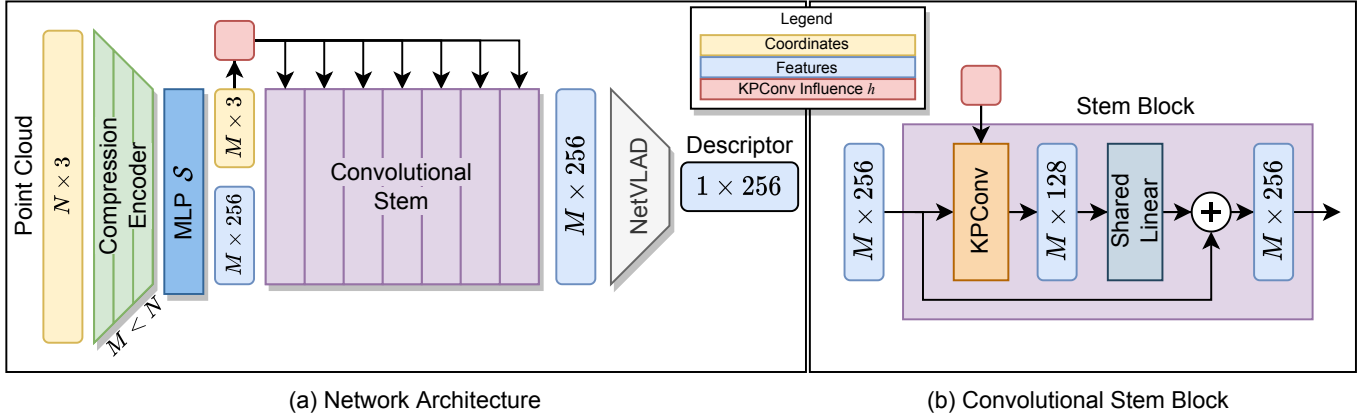 Point Cloud
N × 3
Compression
Encoder
M < N
MLP S
M × 3
M × 256
Convolutional
Stem
M × 256
NetVLAD
Descriptor
1 × 256
Legend
Coordinates
Features
KPConv Influence h
Stem Block
M × 256
KPConv
M × 128
Shared
Linear
+
M × 256
(a) Network Architecture
(b) Convolutional Stem Block